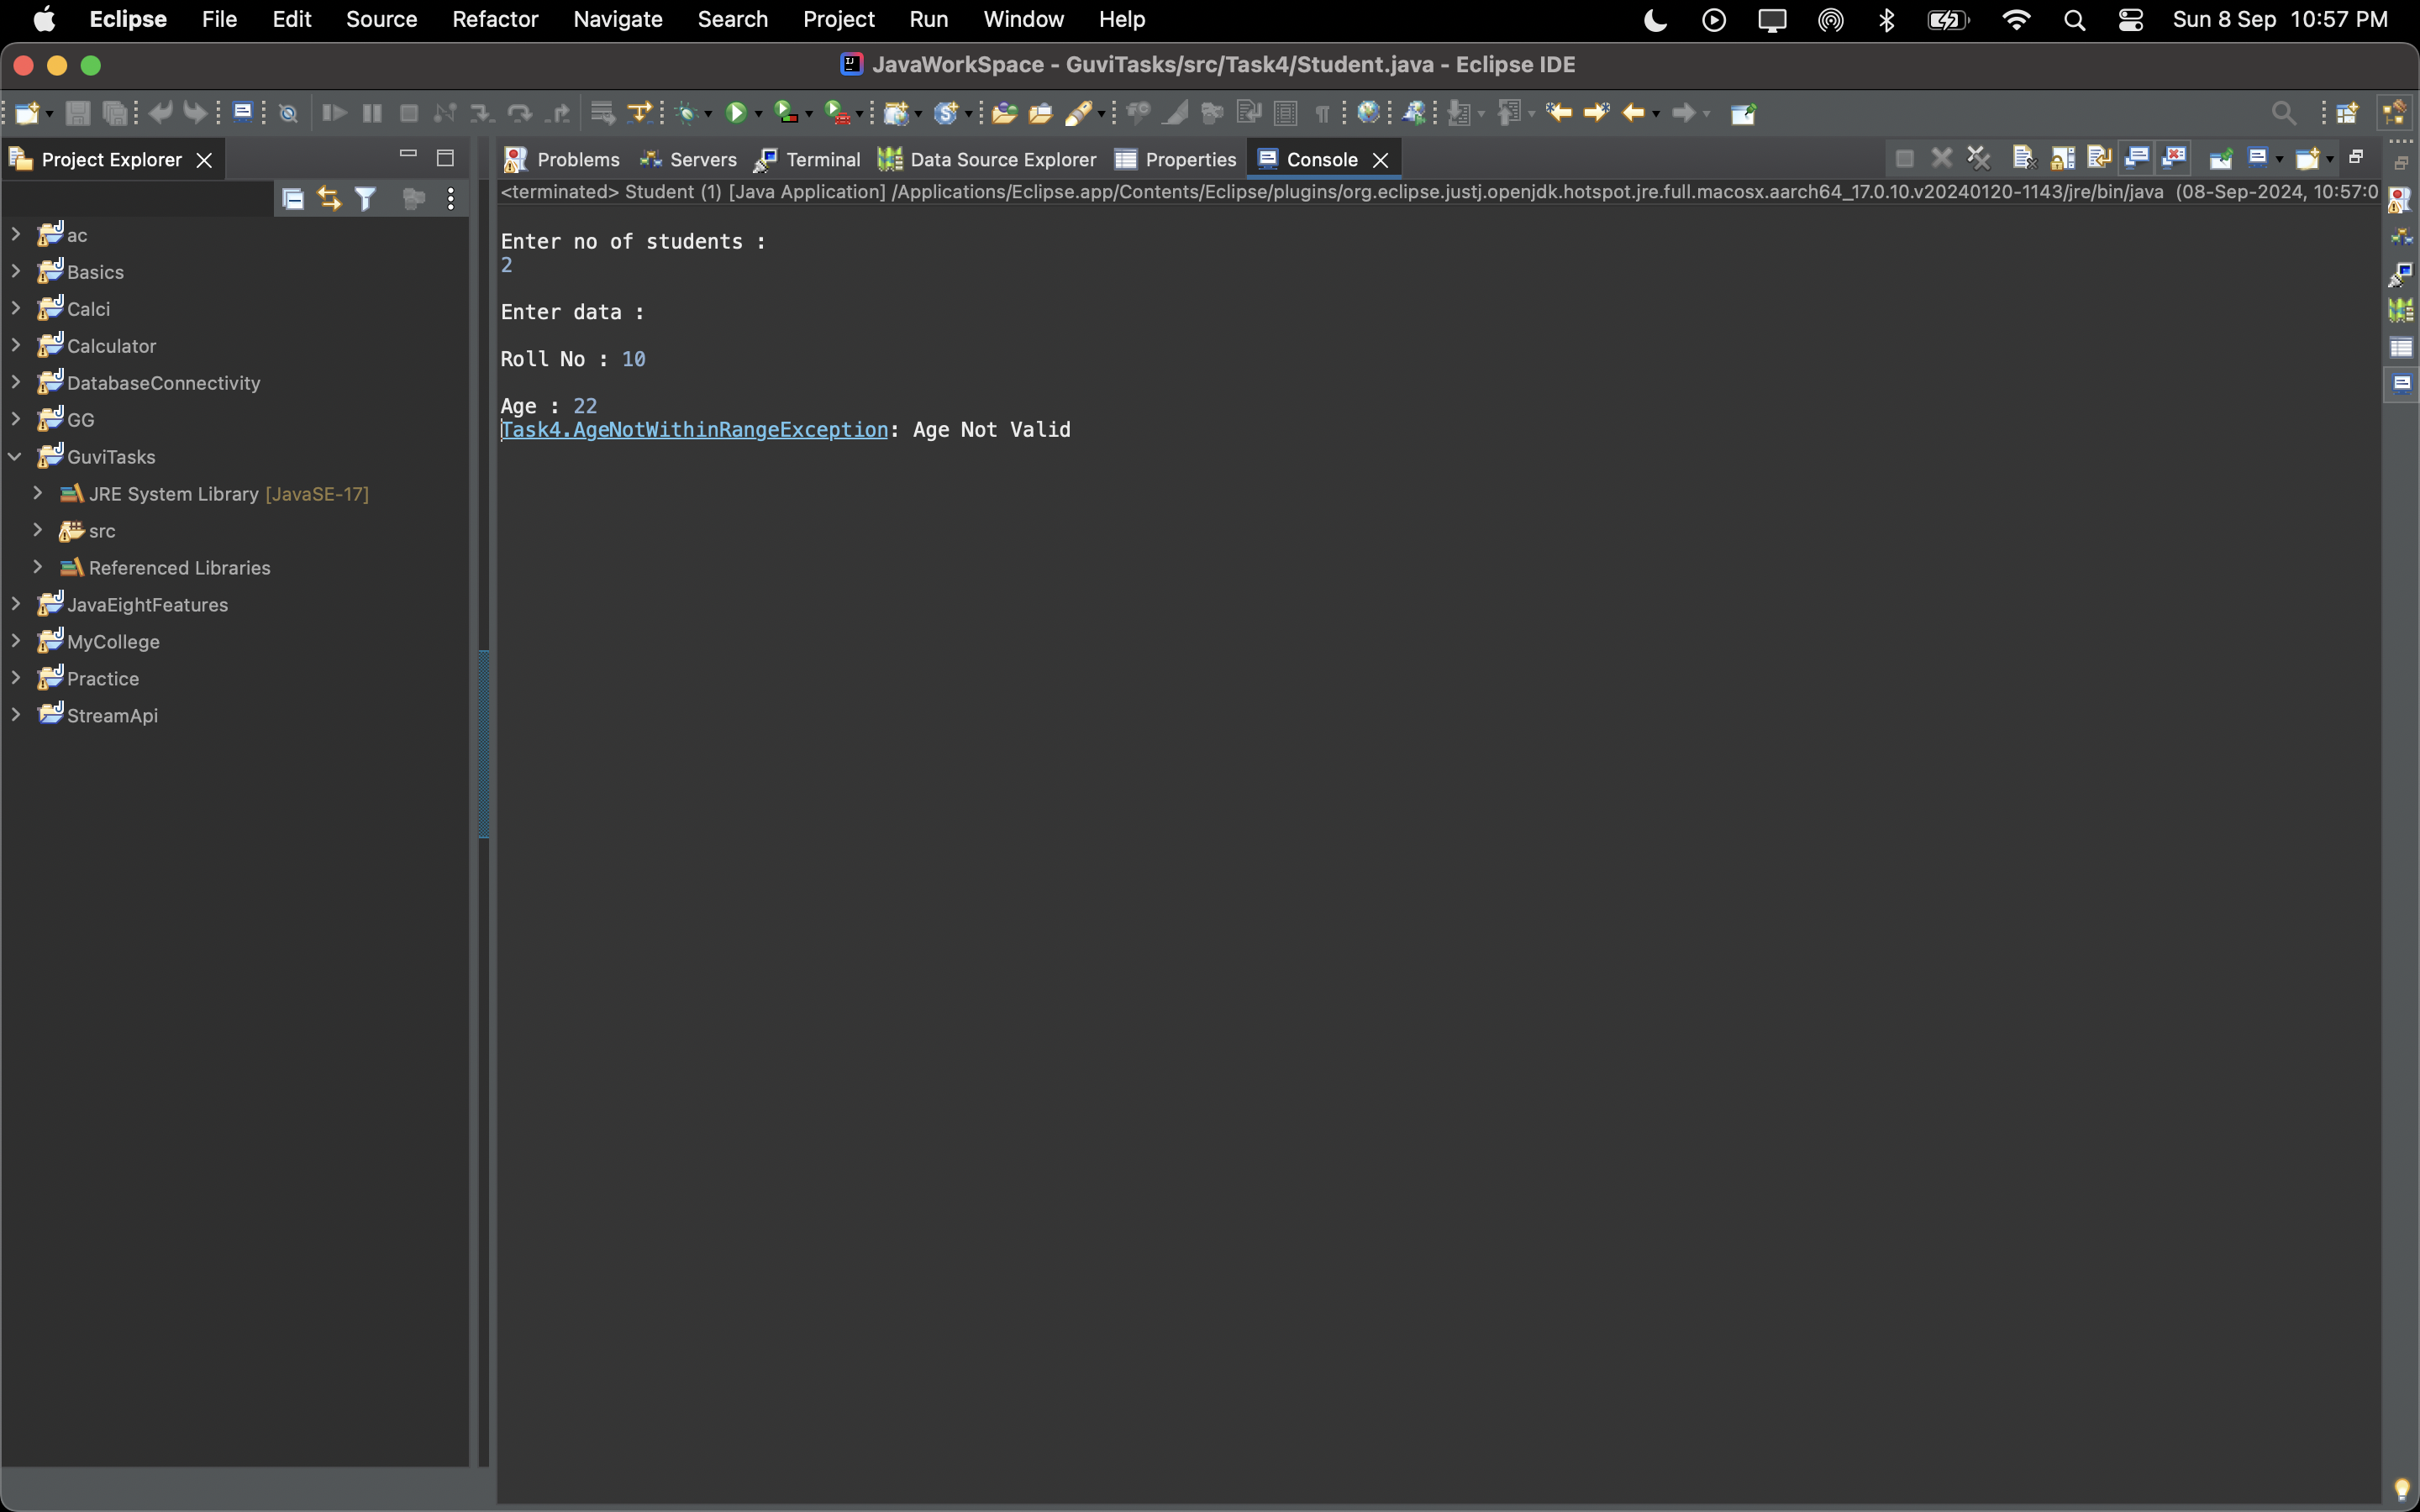 Eclipse File Edit Source Refactor Navigate Search Project Run Window Help Sun 8 Sep 10:57 PM
JavaWorkSpace - GuviTasks/src/Task4/Student.java - Eclipse IDE
Project Explorer
Problems Servers Terminal Data Source Explorer Properties Console
<terminated> Student (1) [Java Application] /Applications/Eclipse.app/Contents/Eclipse/plugins/org.eclipse.justj.openjdk.hotspot.jre.full.macosx.aarch64_17.0.10.v20240120-1143/jre/bin/java (08-Sep-2024, 10:57:0
ac
Basics
Calci
Calculator
DatabaseConnectivity
GG
GuviTasks
JRE System Library [JavaSE-17]
src
Referenced Libraries
JavaEightFeatures
MyCollege
Practice
StreamApi
Enter no of students :
2
Enter data :
Roll No : 10
Age : 22
Task4.AgeNotWithinRangeException: Age Not Valid